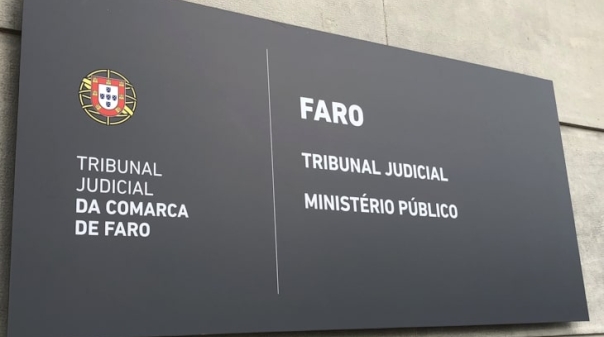 TRIBUNAL
JUDICIAL
DA COMARCA
DE FARO
FARO
TRIBUNAL JUDICIAL
MINISTÉRIO PÚBLICO